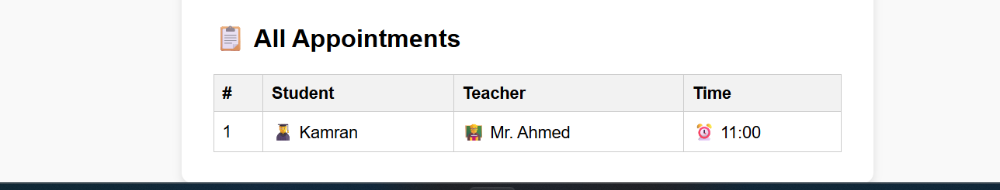 📋 All Appointments
# Student Teacher Time
1 👨‍🎓 Kamran 👩‍🏫 Mr. Ahmed ⏰ 11:00